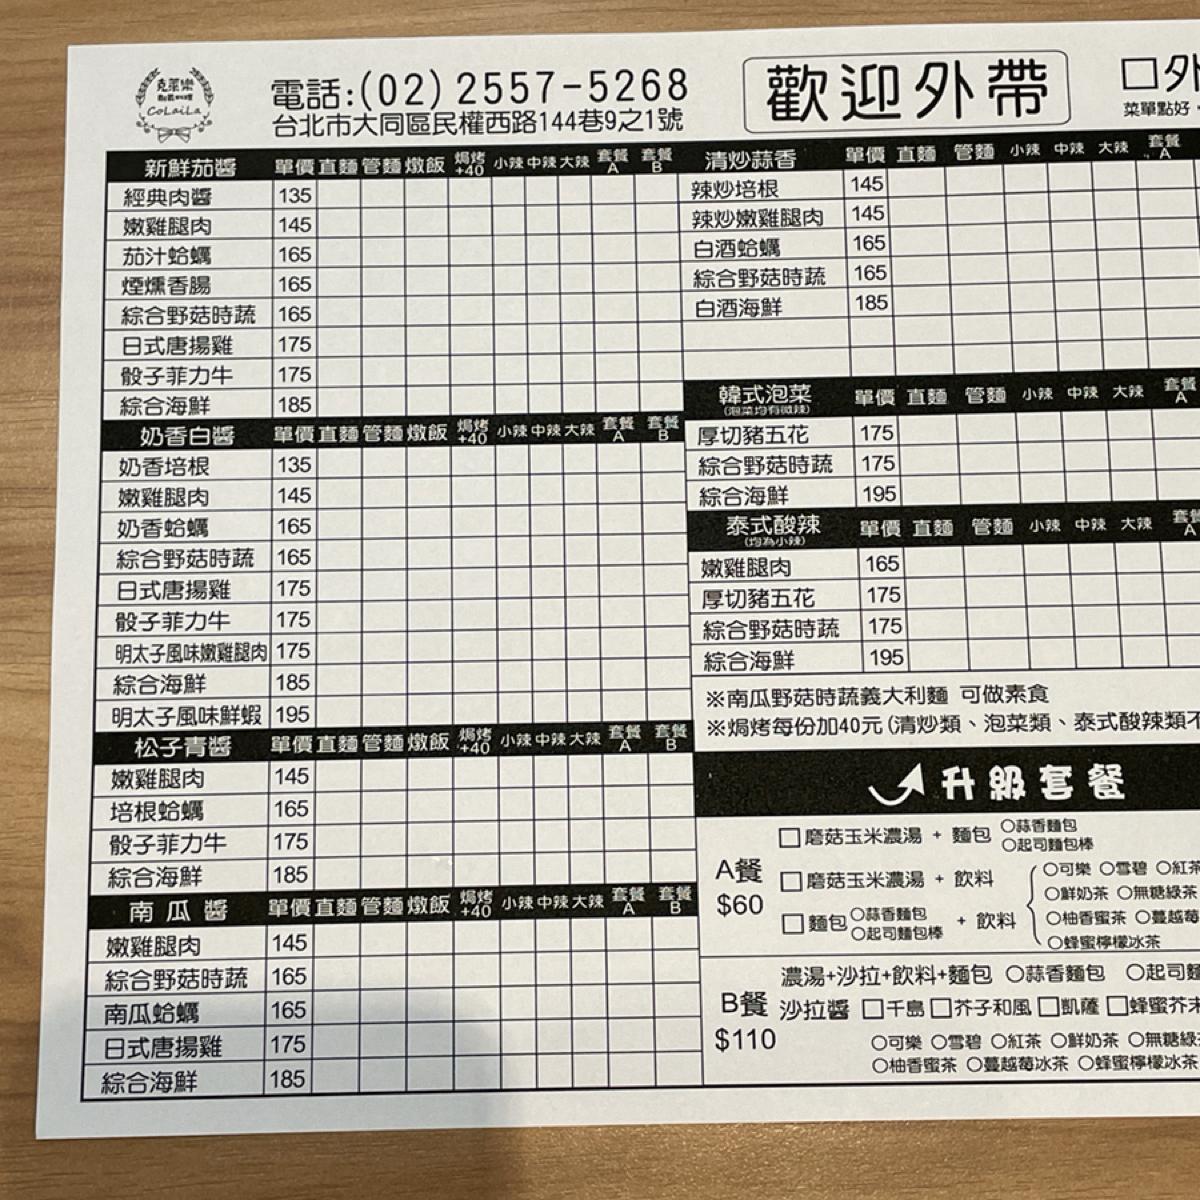 克萊樂
CoLaiLa
電話:(02) 2557-5268
台北市大同區民權西路144巷9之1號
歡迎外帶
□外
菜單點好
新鮮茄醬 單價 直麵 管麵 燉飯 焗烤+40 小辣 中辣 大辣 套餐A 套餐B
經典肉醬 135
嫩雞腿肉 145
茄汁蛤蠣 165
煙燻香腸 165
綜合野菇時蔬 165
日式唐揚雞 175
骰子菲力牛 175
綜合海鮮 185
奶香白醬 單價 直麵 管麵 燉飯 焗烤+40 小辣 中辣 大辣 套餐A 套餐B
奶香培根 135
嫩雞腿肉 145
奶香蛤蠣 165
綜合野菇時蔬 165
日式唐揚雞 175
骰子菲力牛 175
明太子風味嫩雞腿肉 175
綜合海鮮 185
明太子風味鮮蝦 195
松子青醬 單價 直麵 管麵 燉飯 焗烤+40 小辣 中辣 大辣 套餐A 套餐B
嫩雞腿肉 145
培根蛤蠣 165
骰子菲力牛 175
綜合海鮮 185
南瓜醬 單價 直麵 管麵 燉飯 焗烤+40 小辣 中辣 大辣 套餐A 套餐B
嫩雞腿肉 145
綜合野菇時蔬 165
南瓜蛤蠣 165
日式唐揚雞 175
綜合海鮮 185
清炒蒜香 單價 直麵 管麵 小辣 中辣 大辣 套餐A
辣炒培根 145
辣炒嫩雞腿肉 145
白酒蛤蠣 165
綜合野菇時蔬 165
白酒海鮮 185
韓式泡菜 單價 直麵 管麵 小辣 中辣 大辣 套餐A
(泡菜均有微辣)
厚切豬五花 175
綜合野菇時蔬 175
綜合海鮮 195
泰式酸辣 單價 直麵 管麵 小辣 中辣 大辣 套餐A
(均為小辣)
嫩雞腿肉 165
厚切豬五花 175
綜合野菇時蔬 175
綜合海鮮 195
※南瓜野菇時蔬義大利麵 可做素食
※焗烤每份加40元 (清炒類、泡菜類、泰式酸辣類不
升級套餐
A餐
$60
□磨菇玉米濃湯 + 麵包 ○蒜香麵包
○起司麵包棒
□磨菇玉米濃湯 + 飲料
□麵包 ○蒜香麵包
○起司麵包棒 + 飲料
○可樂 ○雪碧 ○紅茶
○鮮奶茶 ○無糖綠茶
○柚香蜜茶 ○蔓越莓
○蜂蜜檸檬冰茶
B餐
$110
濃湯+沙拉+飲料+麵包 ○蒜香麵包 ○起司麵
沙拉醬 □千島 □芥子和風 □凱薩 □蜂蜜芥末
○可樂 ○雪碧 ○紅茶 ○鮮奶茶 ○無糖綠
○柚香蜜茶 ○蔓越莓冰茶 ○蜂蜜檸檬冰茶